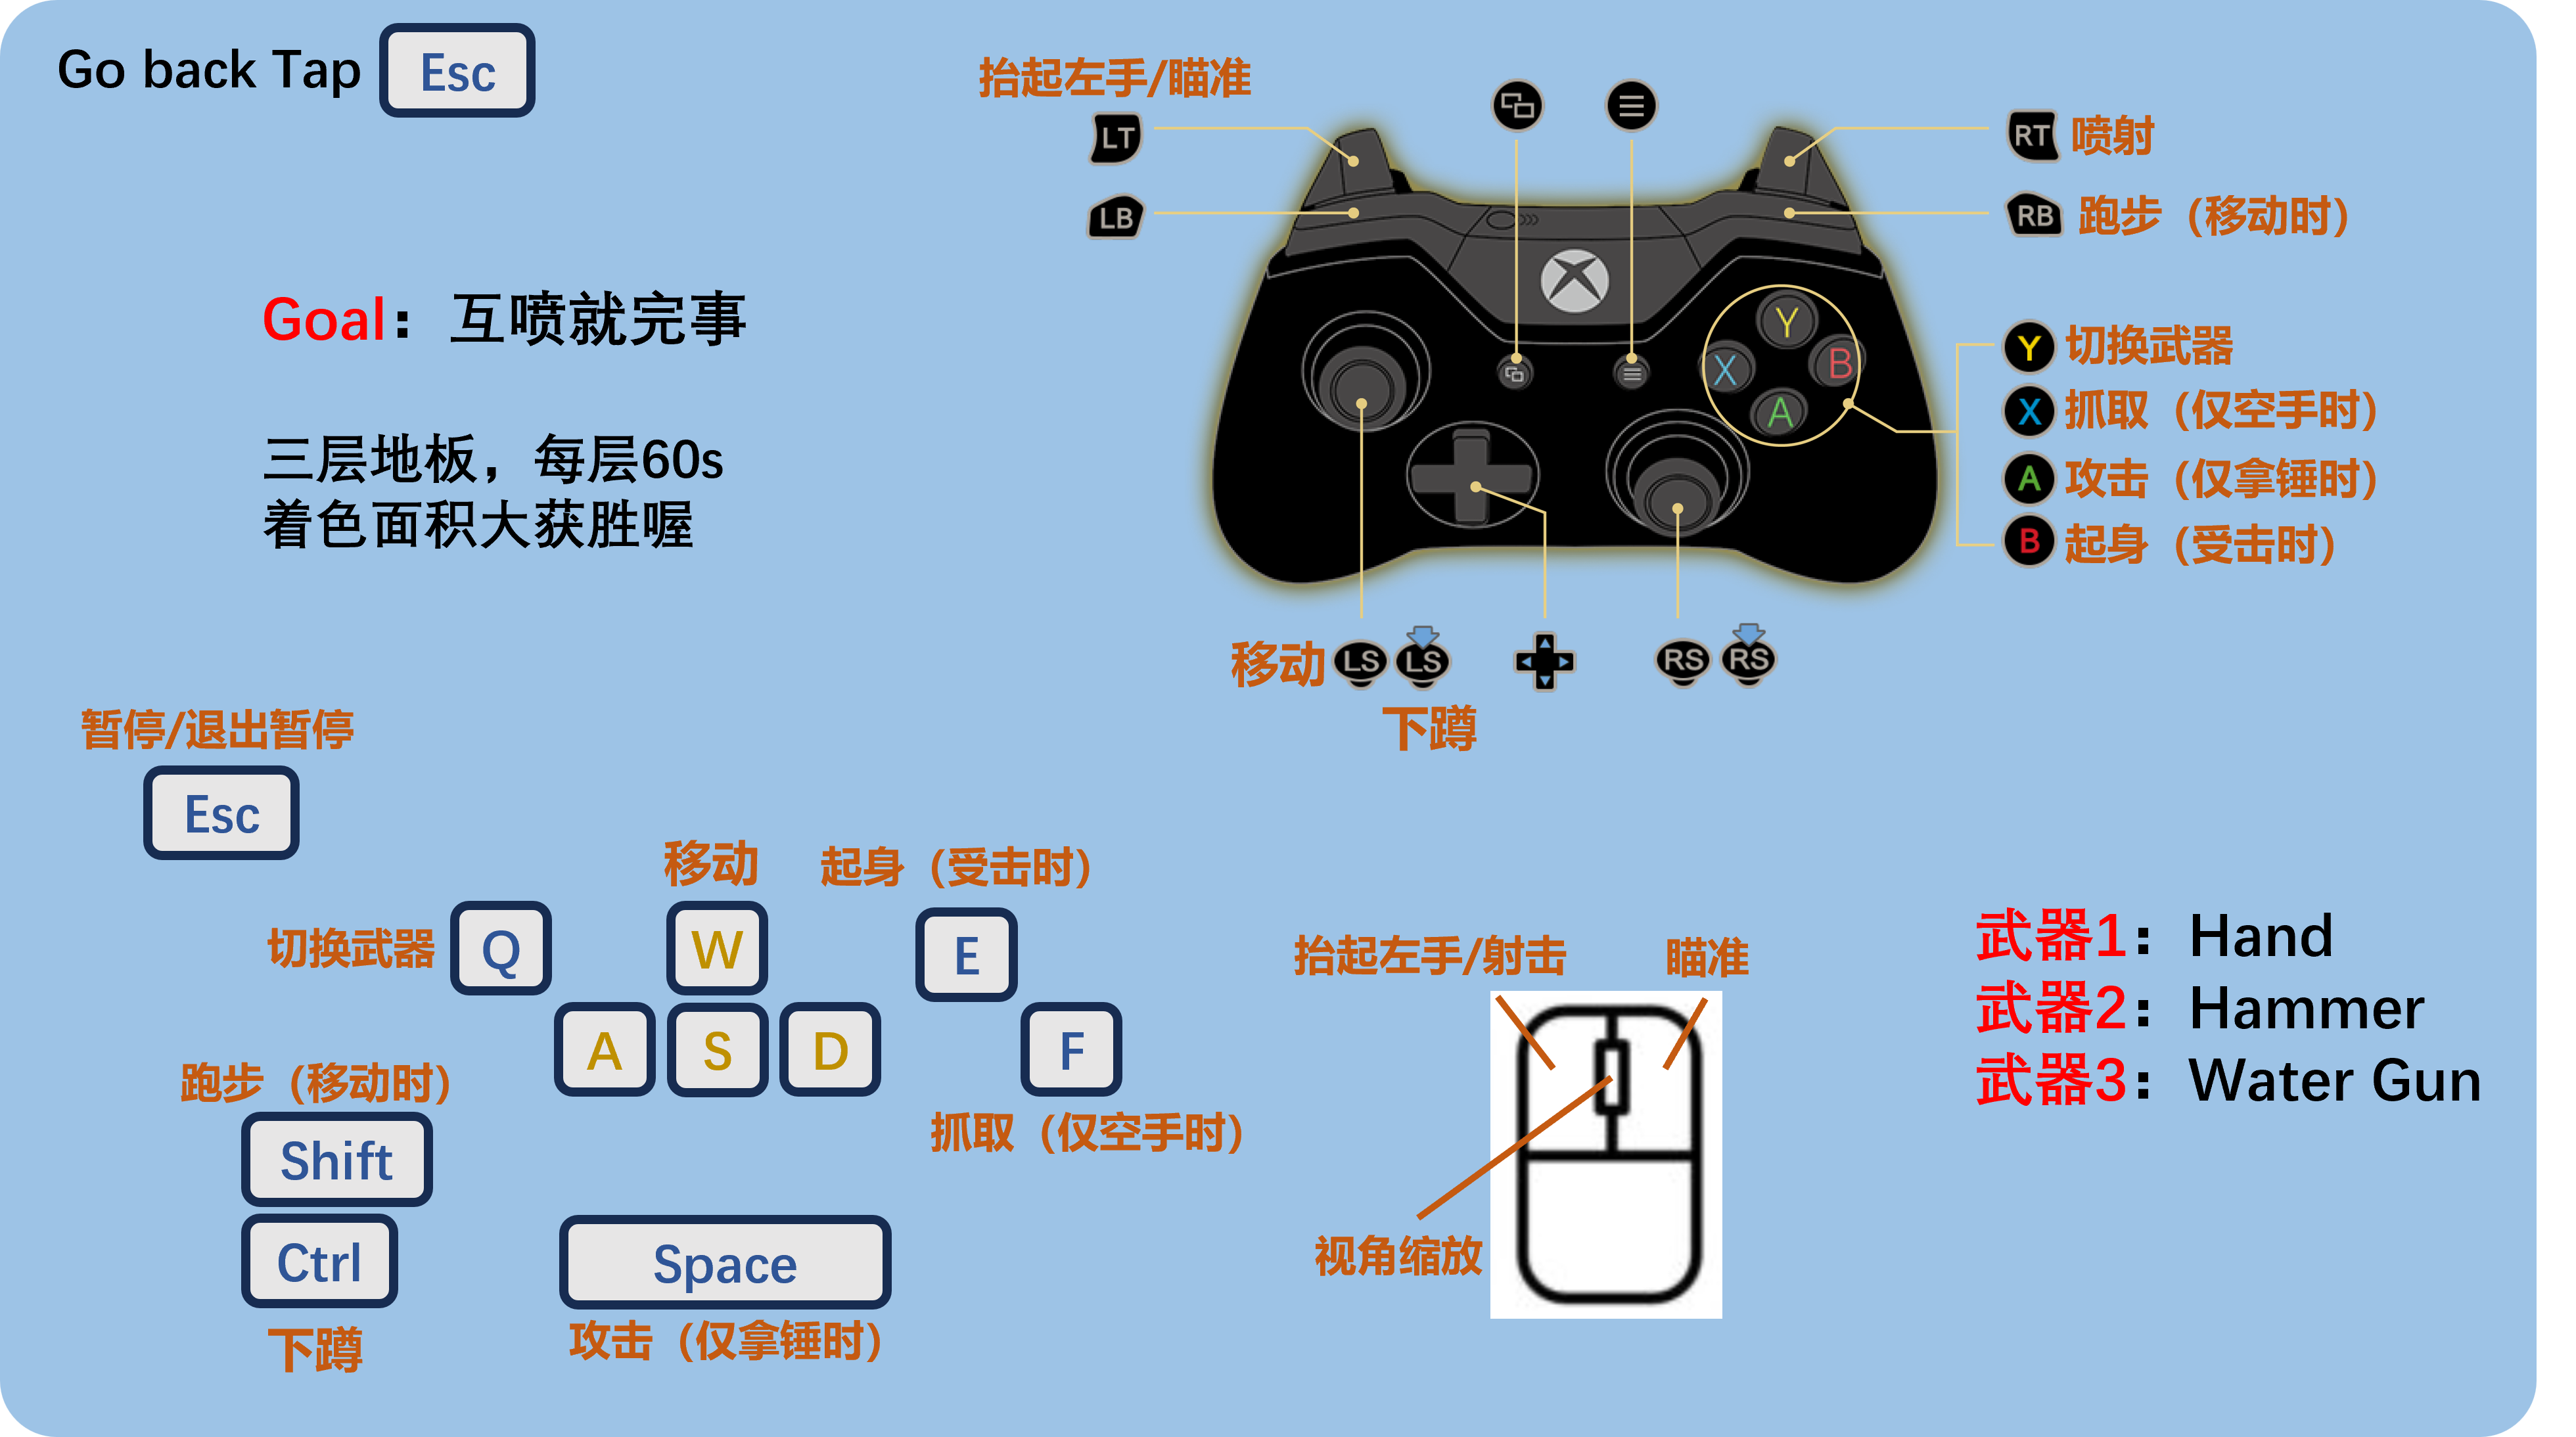 Go back Tap Esc
Goal：互喷就完事
三层地板，每层60s
着色面积大获胜喔
抬起左手/瞄准
LT
LB
RT 喷射
RB 跑步（移动时）
Y
X
B
A
Y 切换武器
X 抓取（仅空手时）
A 攻击（仅拿锤时）
B 起身（受击时）
移动 LS LS RS RS
下蹲
暂停/退出暂停
Esc
移动
起身（受击时）
切换武器 Q W E
A S D F
跑步（移动时）
抓取（仅空手时）
Shift
Ctrl
Space
下蹲
攻击（仅拿锤时）
抬起左手/射击
瞄准
视角缩放
武器1：Hand
武器2：Hammer
武器3：Water Gun